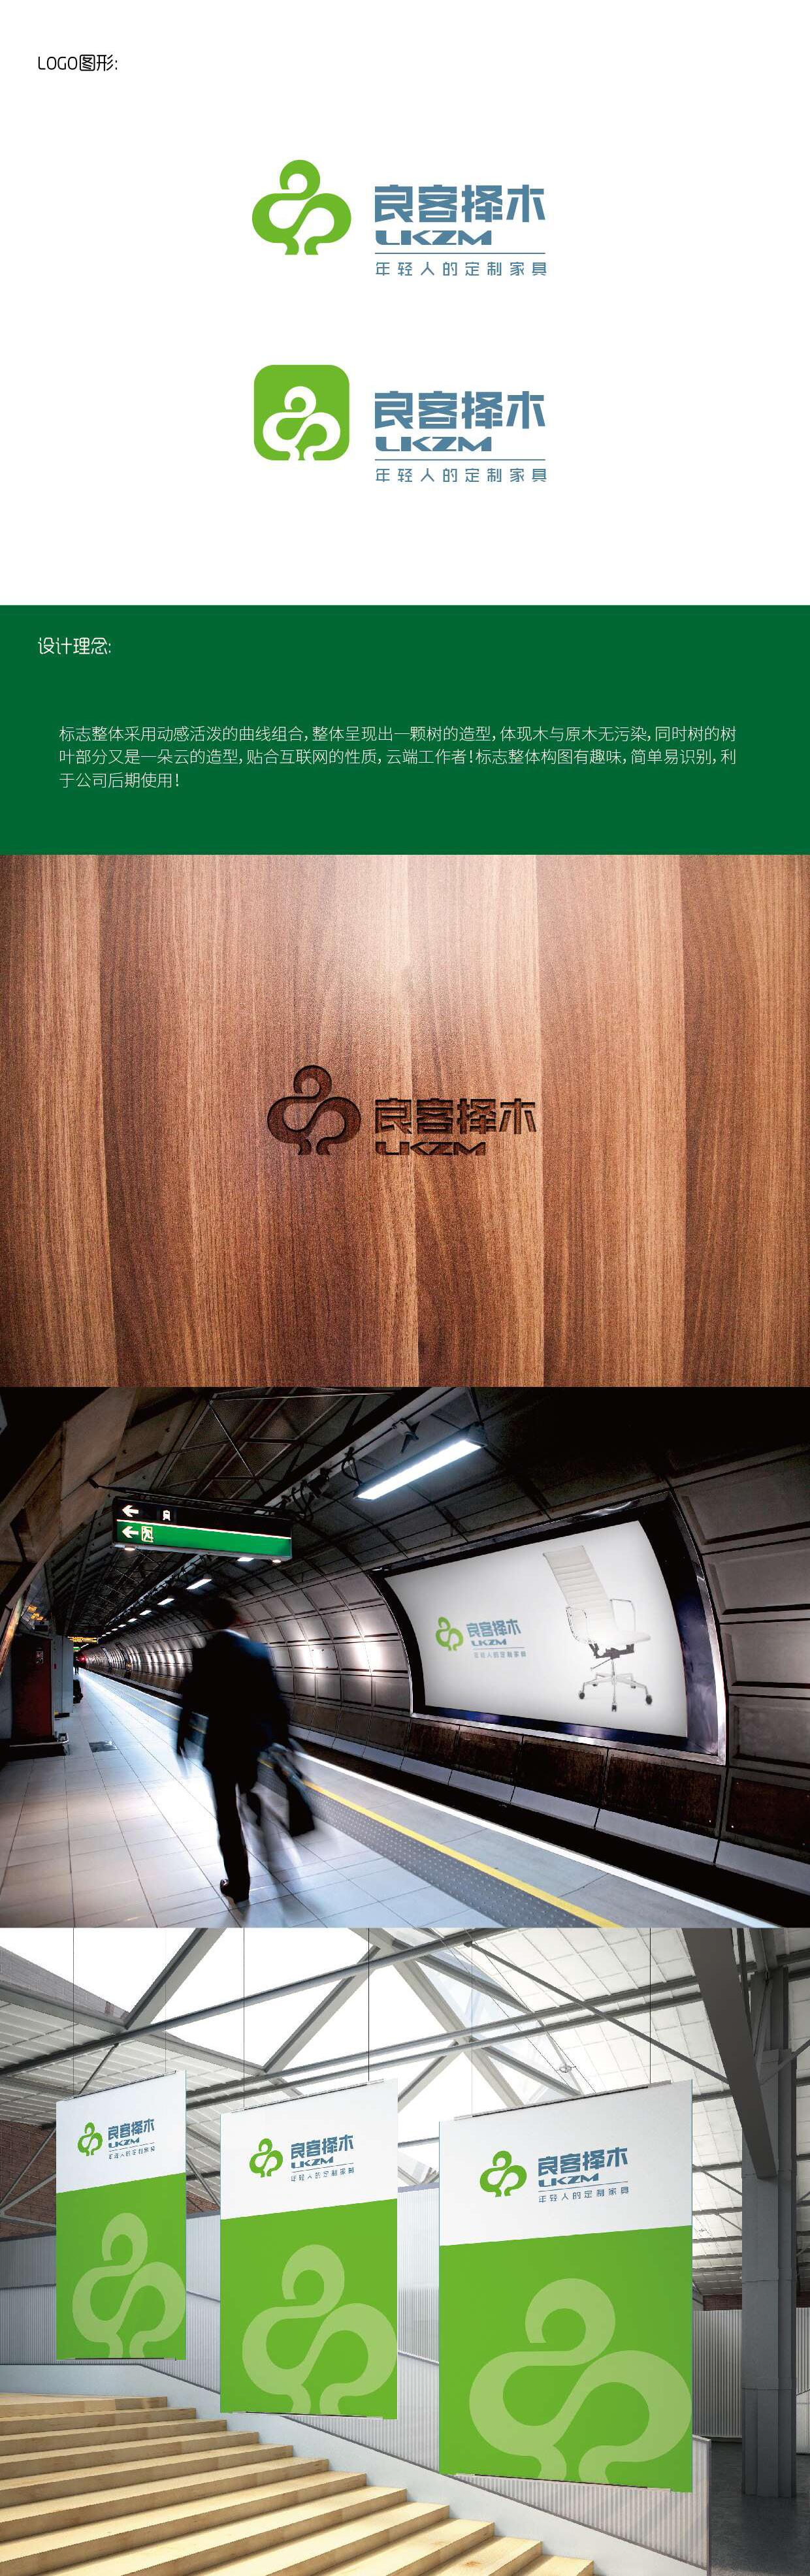 LOGO图形:
良客择木
LKZM
年轻人的定制家具
良客择木
LKZM
年轻人的定制家具
设计理念:
标志整体采用动感活泼的曲线组合,整体呈现出一颗树的造型,体现木与原木无污染,同时树的树
叶部分又是一朵云的造型,贴合互联网的性质,云端工作者!标志整体构图有趣味,简单易识别,利
于公司后期使用!
良客择木
LKZM
良客择木
LKZM
年轻人的定制家具
良客择木
LKZM
年轻人的定制家具
良客择木
LKZM
年轻人的定制家具
良客择木
LKZM
年轻人的定制家具